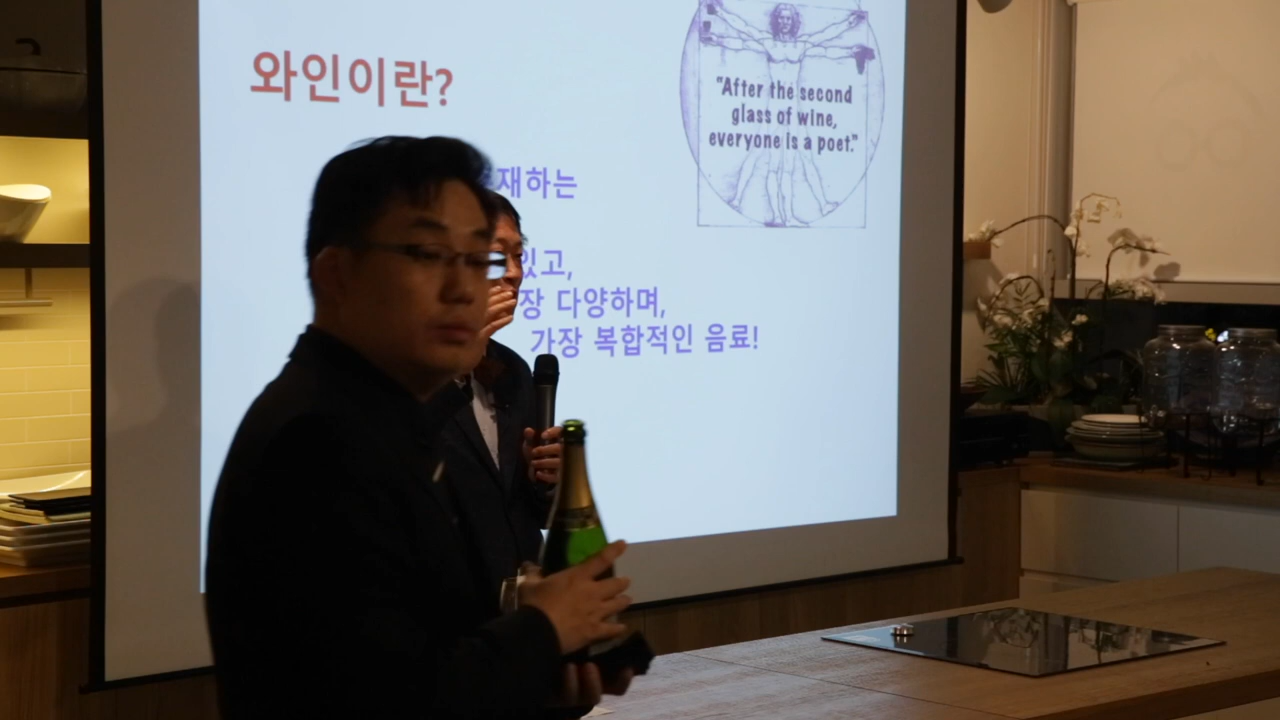 와인이란?
"After the second
glass of wine,
everyone is a poet."
존재하는
있고,
장 다양하며,
가장 복합적인 음료!